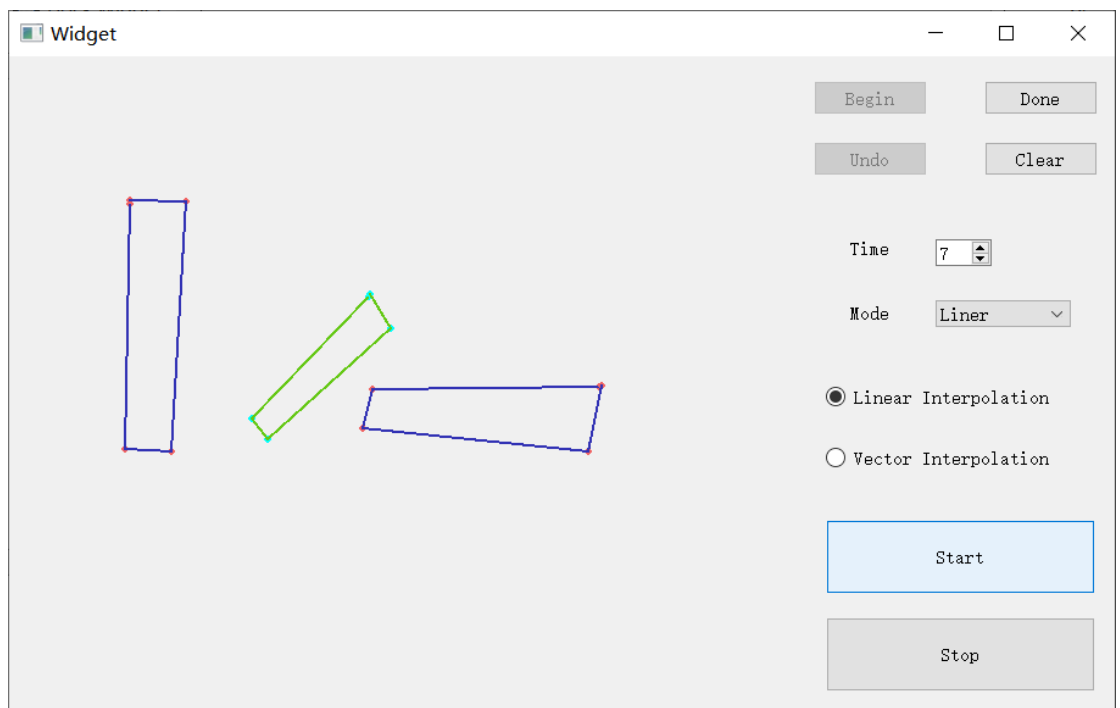 Widget
Begin Done
Undo Clear
Time 7
Mode Liner
Linear Interpolation
Vector Interpolation
Start
Stop